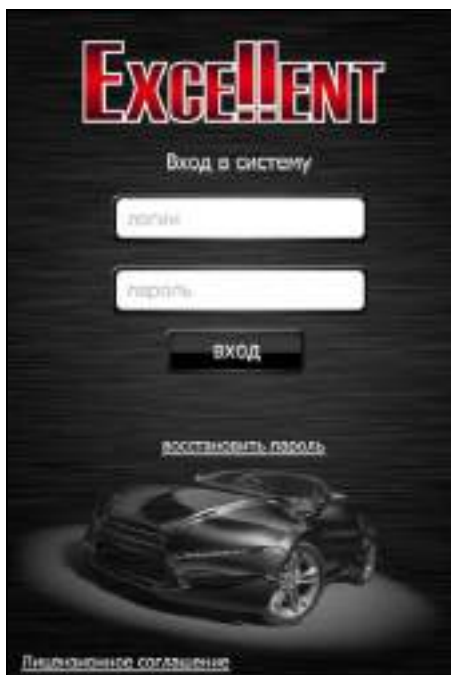 EXCE!!ENT
Вход в систему
логин
пароль
вход
восстановить пароль
Лицензионное соглашение